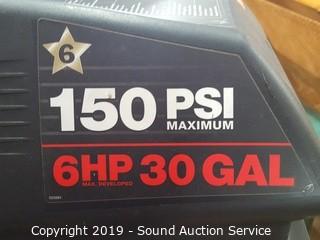 6
150 PSI
MAXIMUM
6HP 30 GAL
MAX. DEVELOPED
Copyright 2019 - Sound Auction Service